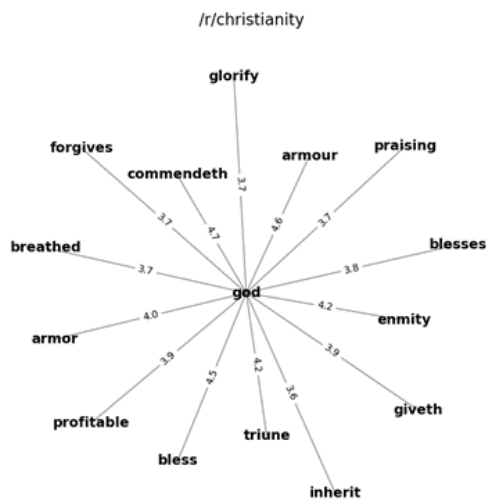 /r/christianity
glorify
forgives
commendeth
armour
praising
3.7
4.6
3.7
3.7
4.7
breathed
blesses
3.7
3.8
god
4.2
enmity
armor
4.0
3.9
3.9
4.5
4.2
3.6
profitable
giveth
triune
bless
inherit